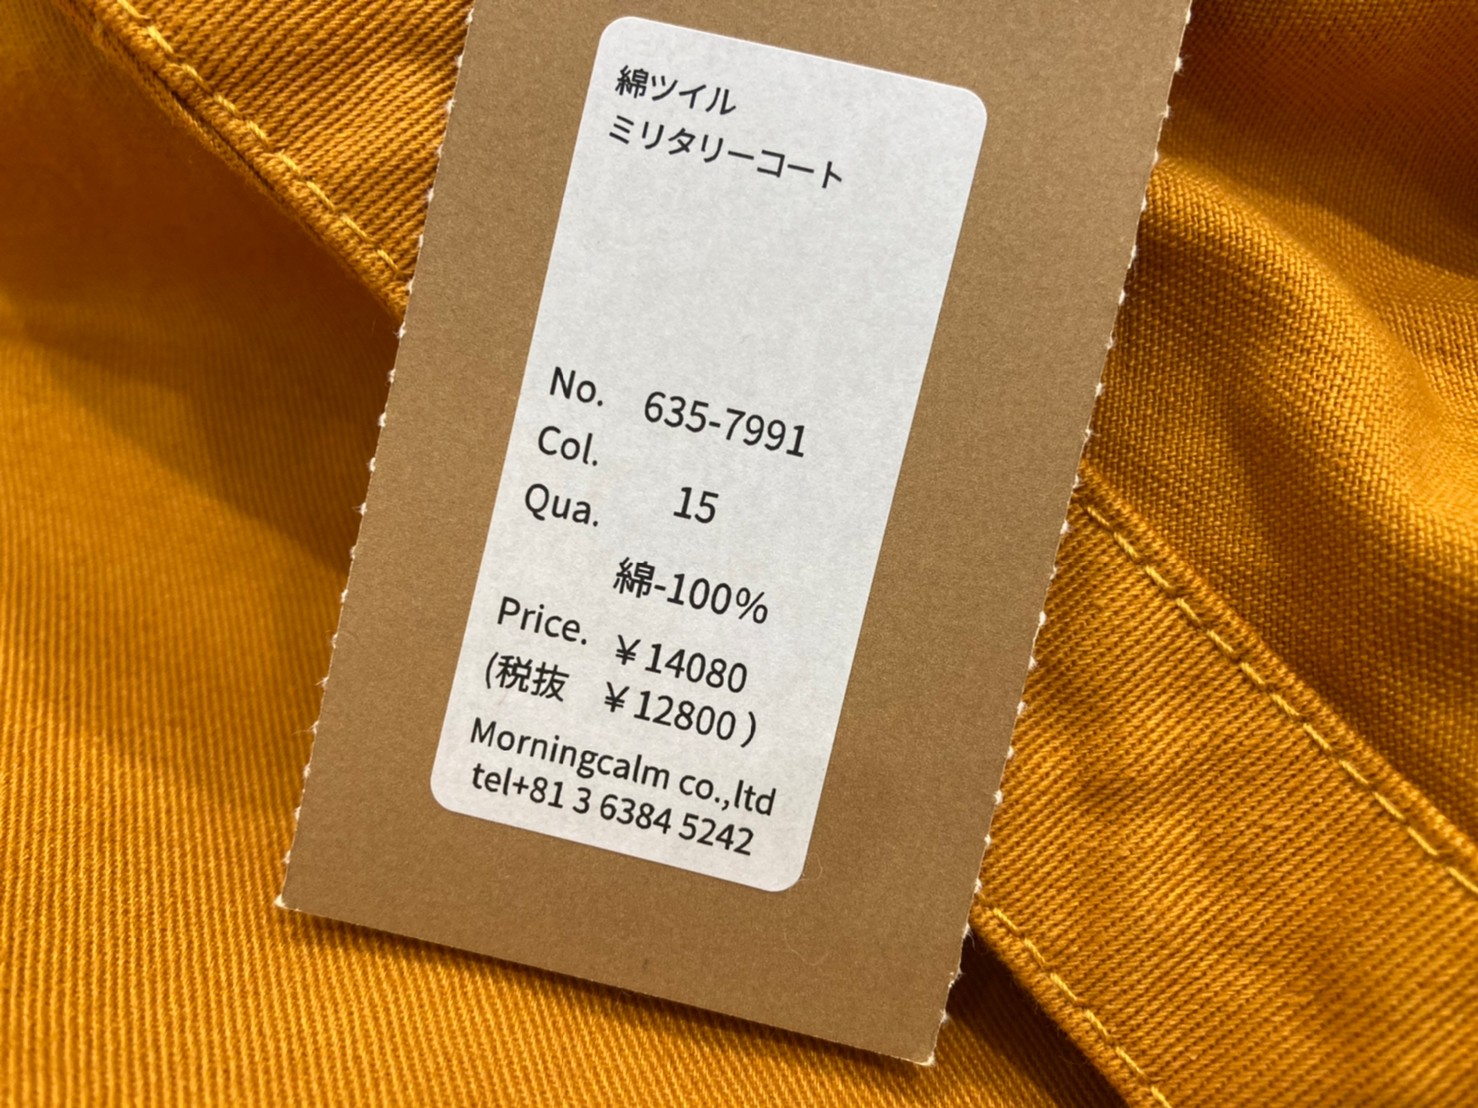 綿ツイル
ミリタリーコート
No. 635-7991
Col. 15
Qua. 綿-100%
Price. ￥14080
(税抜　￥12800)
Morningcalm co.,ltd
tel+81 3 6384 5242